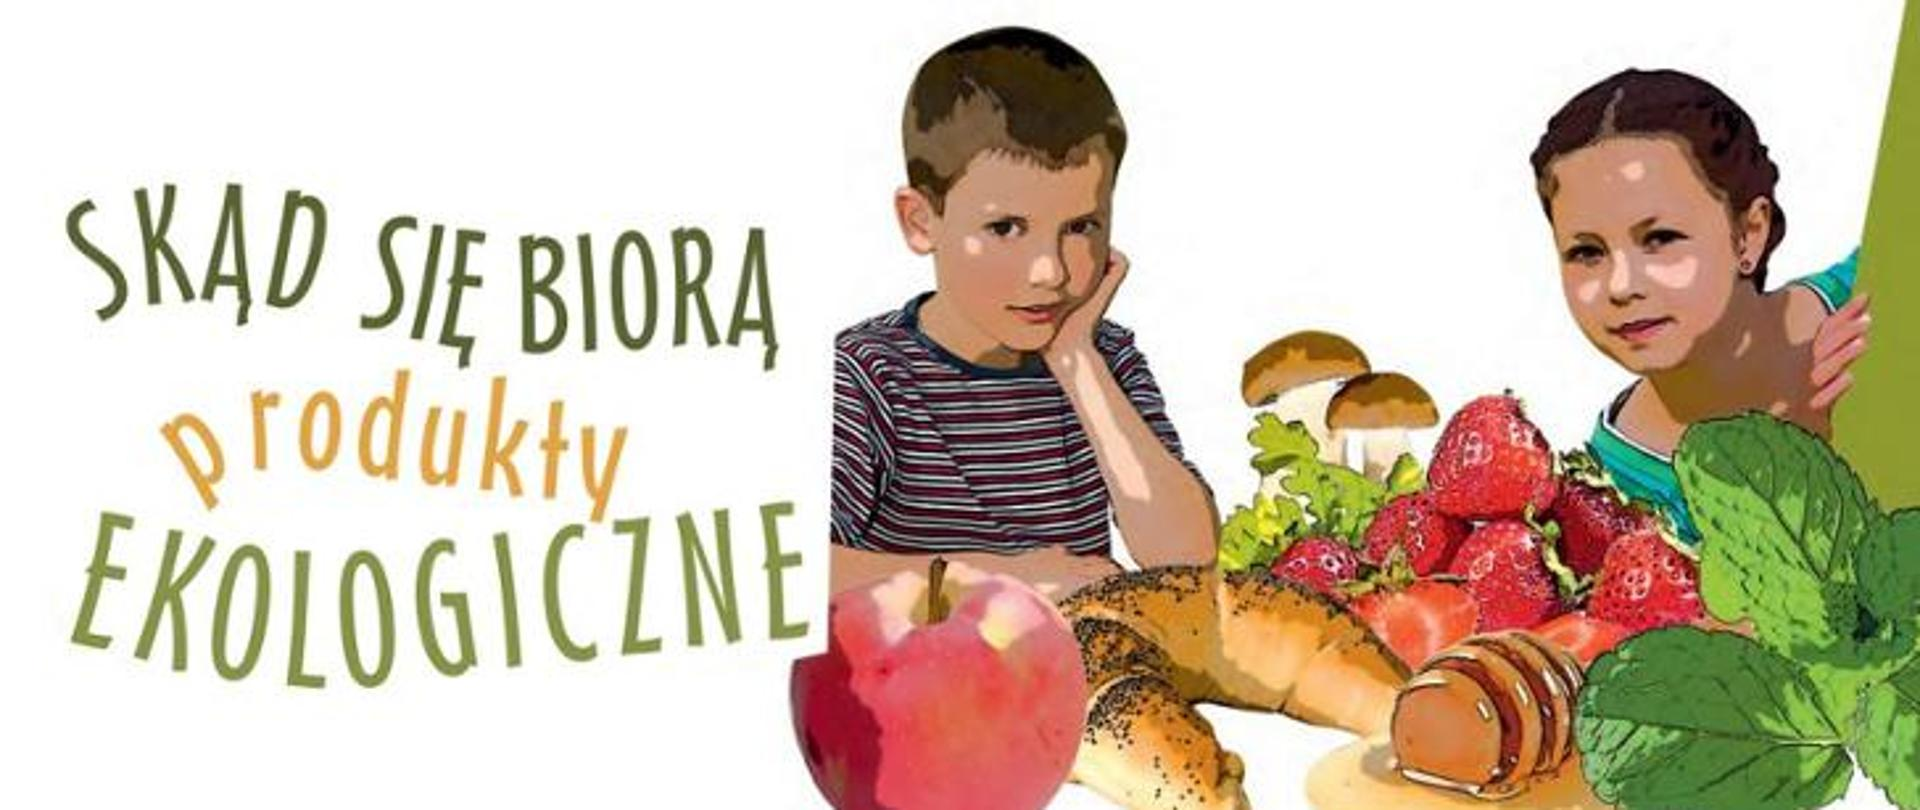 SKĄD SIĘ BIORĄ
produkty
EKOLOGICZNE